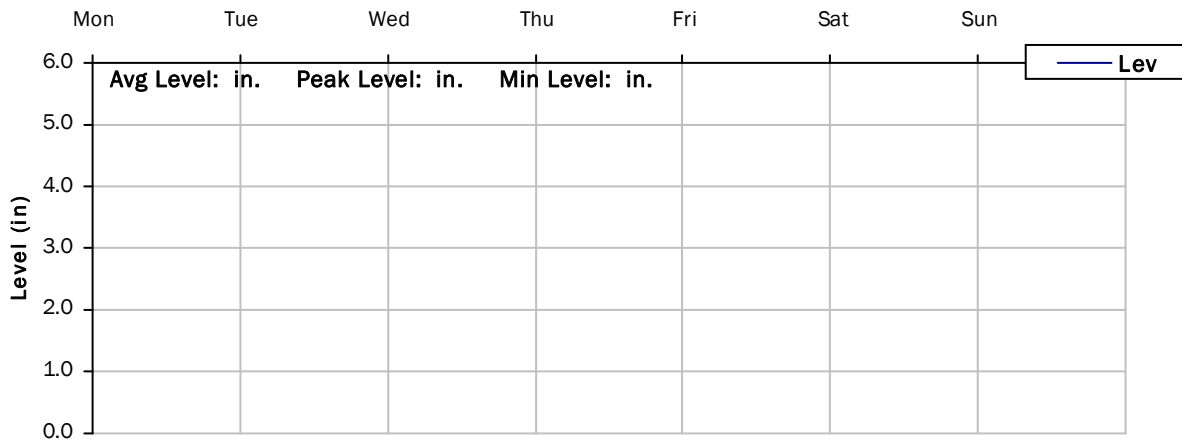 Mon Tue Wed Thu Fri Sat Sun
6.0
Avg Level: in. Peak Level: in. Min Level: in.
Lev
5.0
4.0
3.0
2.0
1.0
0.0
Level (in)